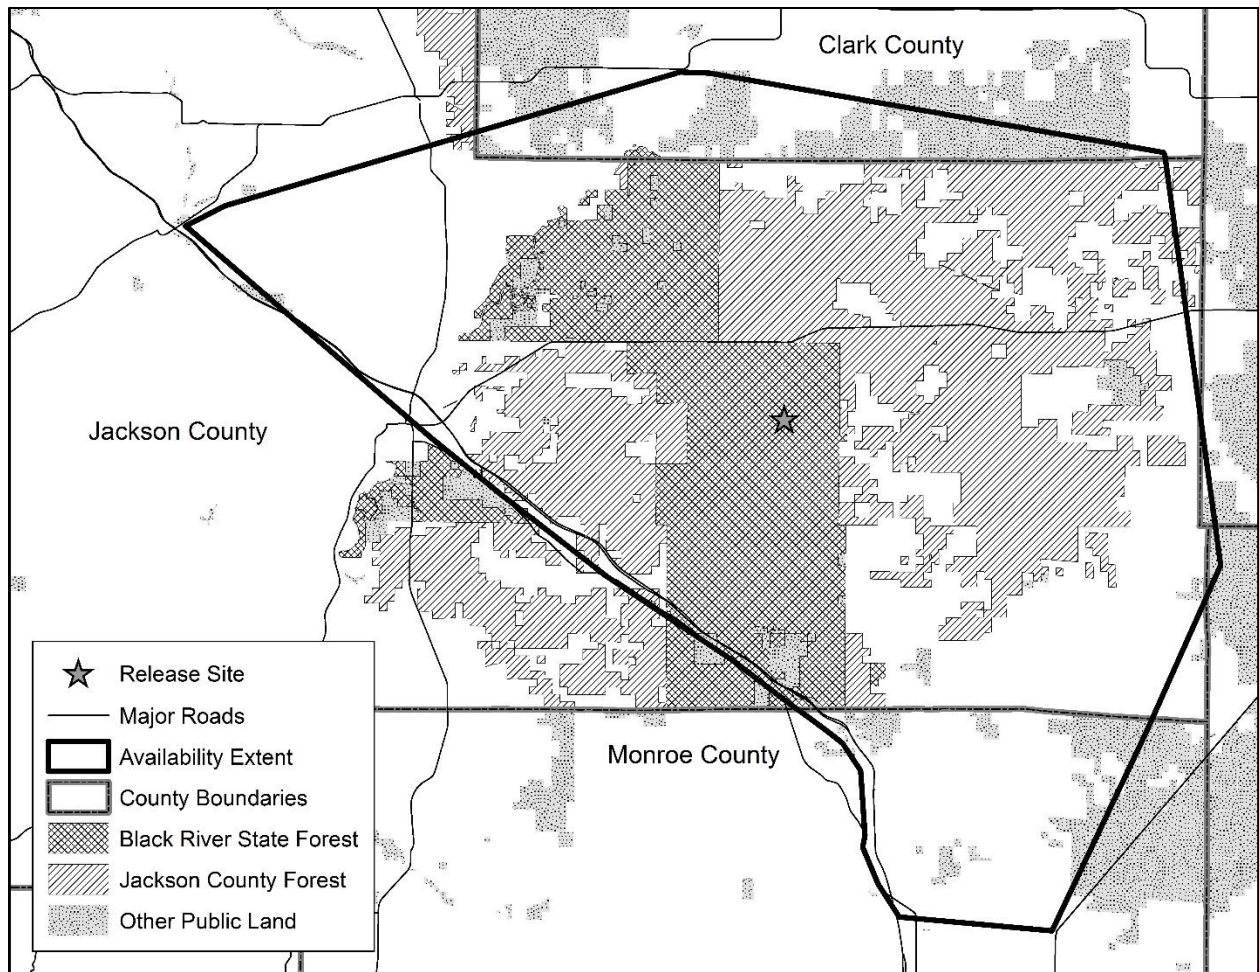 Clark County
Jackson County
Monroe County
Release Site
Major Roads
Availability Extent
County Boundaries
Black River State Forest
Jackson County Forest
Other Public Land